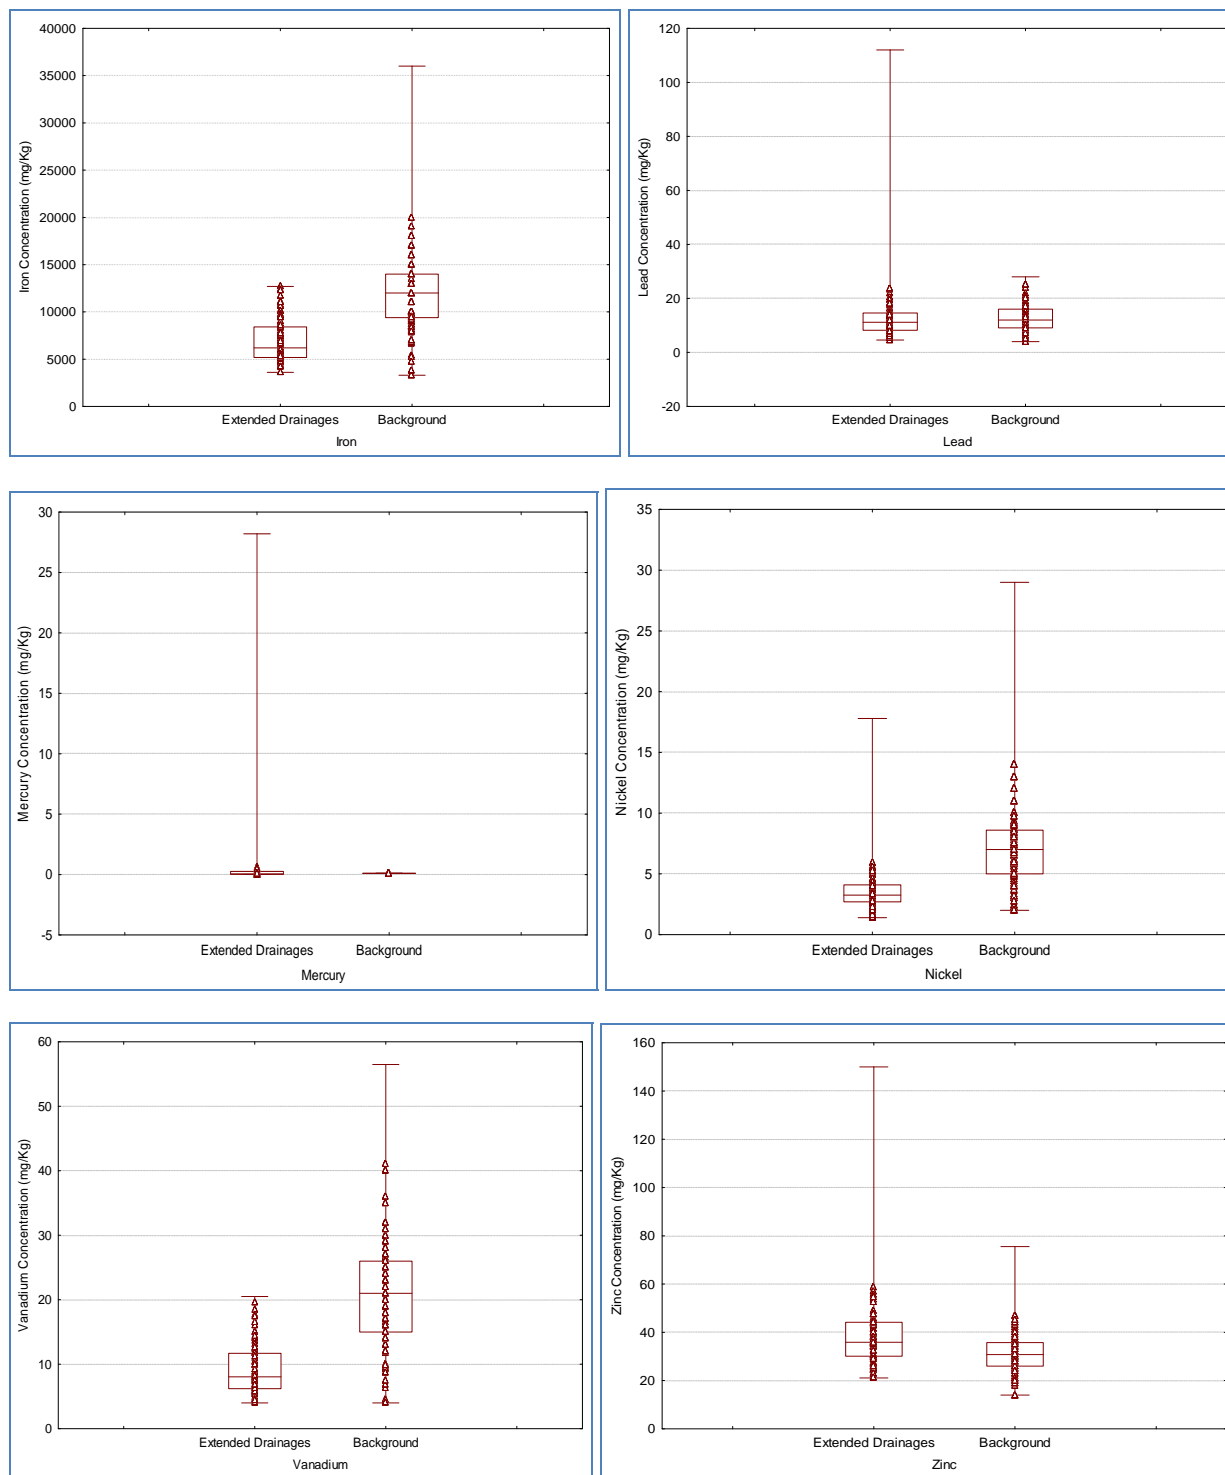 Iron Concentration (mg/Kg)
40000
35000
30000
25000
20000
15000
10000
5000
0
Extended Drainages Background
Iron
Lead Concentration (mg/Kg)
120
100
80
60
40
20
0
-20
Extended Drainages Background
Lead
Mercury Concentration (mg/Kg)
30
25
20
15
10
5
0
-5
Extended Drainages Background
Mercury
Nickel Concentration (mg/Kg)
35
30
25
20
15
10
5
0
Extended Drainages Background
Nickel
Vanadium Concentration (mg/Kg)
60
50
40
30
20
10
0
Extended Drainages Background
Vanadium
Zinc Concentration (mg/Kg)
160
140
120
100
80
60
40
20
0
Extended Drainages Background
Zinc